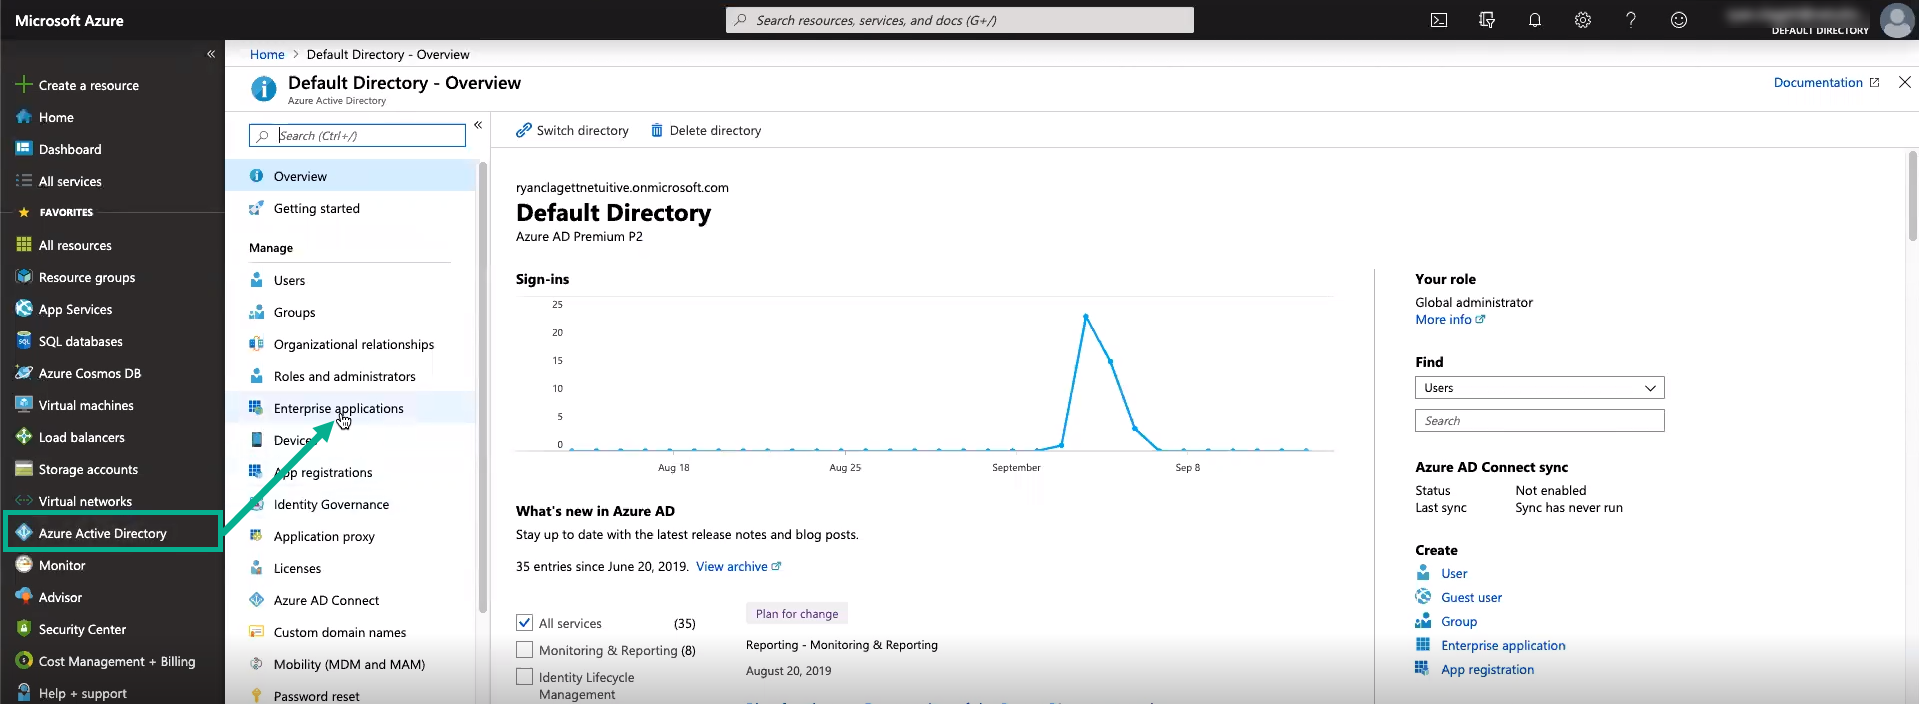 Microsoft Azure
Search resources, services, and docs (G+/)
DEFAULT DIRECTORY
Create a resource
Home
Dashboard
All services
FAVORITES
All resources
Resource groups
App Services
SQL databases
Azure Cosmos DB
Virtual machines
Load balancers
Storage accounts
Virtual networks
Azure Active Directory
Monitor
Advisor
Security Center
Cost Management + Billing
Help + support
Home > Default Directory - Overview
Default Directory - Overview
Azure Active Directory
Documentation
Search (Ctrl+/)
Overview
Getting started
Manage
Users
Groups
Organizational relationships
Roles and administrators
Enterprise applications
Devices
App registrations
Identity Governance
Application proxy
Licenses
Azure AD Connect
Custom domain names
Mobility (MDM and MAM)
Password reset
Switch directory
Delete directory
ryanclagettnetuitive.onmicrosoft.com
Default Directory
Azure AD Premium P2
Sign-ins
25
20
15
10
5
0
Aug 18
Aug 25
September
Sep 8
What's new in Azure AD
Stay up to date with the latest release notes and blog posts.
35 entries since June 20, 2019. View archive
All services (35)
Monitoring & Reporting (8)
Identity Lifecycle
Management
Plan for change
Reporting - Monitoring & Reporting
August 20, 2019
Your role
Global administrator
More info
Find
Users
Search
Azure AD Connect sync
Status Not enabled
Last sync Sync has never run
Create
User
Guest user
Group
Enterprise application
App registration